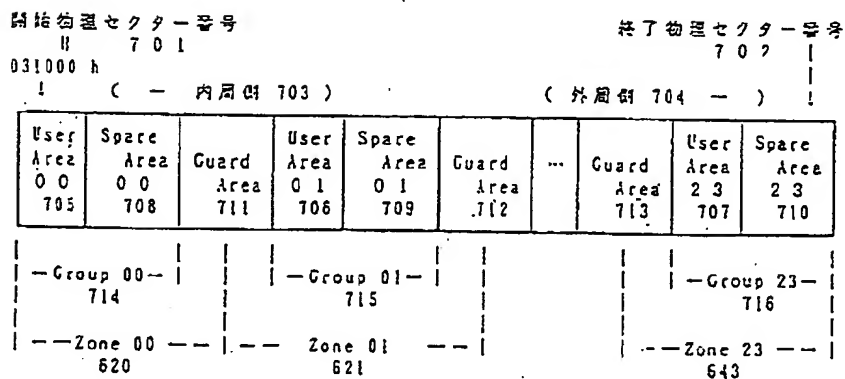 開始物理セクター番号
701
終了物理セクター番号
702
031000 h
( ― 内周側 703 )
( 外周側 704 ― )
User Area 00 705
Spare Area 00 708
Guard Area 711
User Area 01 706
Spare Area 01 709
Guard Area 712
…
Guard Area 713
User Area 23 707
Spare Area 23 710
―Group 00―
714
―Group 01―
715
―Group 23―
716
――Zone 00――
620
―― Zone 01 ――
621
――Zone 23――
643